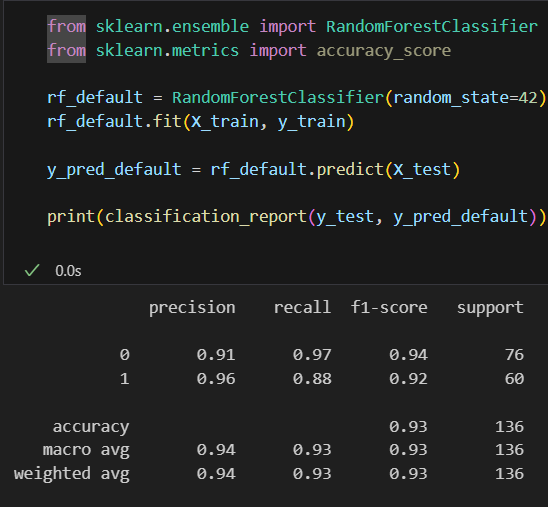 from sklearn.ensemble import RandomForestClassifier
from sklearn.metrics import accuracy_score
rf_default = RandomForestClassifier(random_state=42)
rf_default.fit(X_train, y_train)
y_pred_default = rf_default.predict(X_test)
print(classification_report(y_test, y_pred_default))
0.0s
precision recall f1-score support
0 0.91 0.97 0.94 76
1 0.96 0.88 0.92 60
accuracy 0.93 136
macro avg 0.94 0.93 0.93 136
weighted avg 0.94 0.93 0.93 136